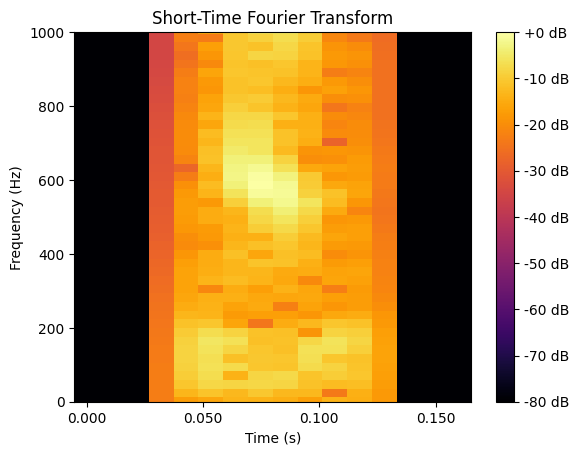 Short-Time Fourier Transform
1000
800
600
400
200
0
Frequency (Hz)
0.000
0.050
0.100
0.150
Time (s)
+0 dB
-10 dB
-20 dB
-30 dB
-40 dB
-50 dB
-60 dB
-70 dB
-80 dB